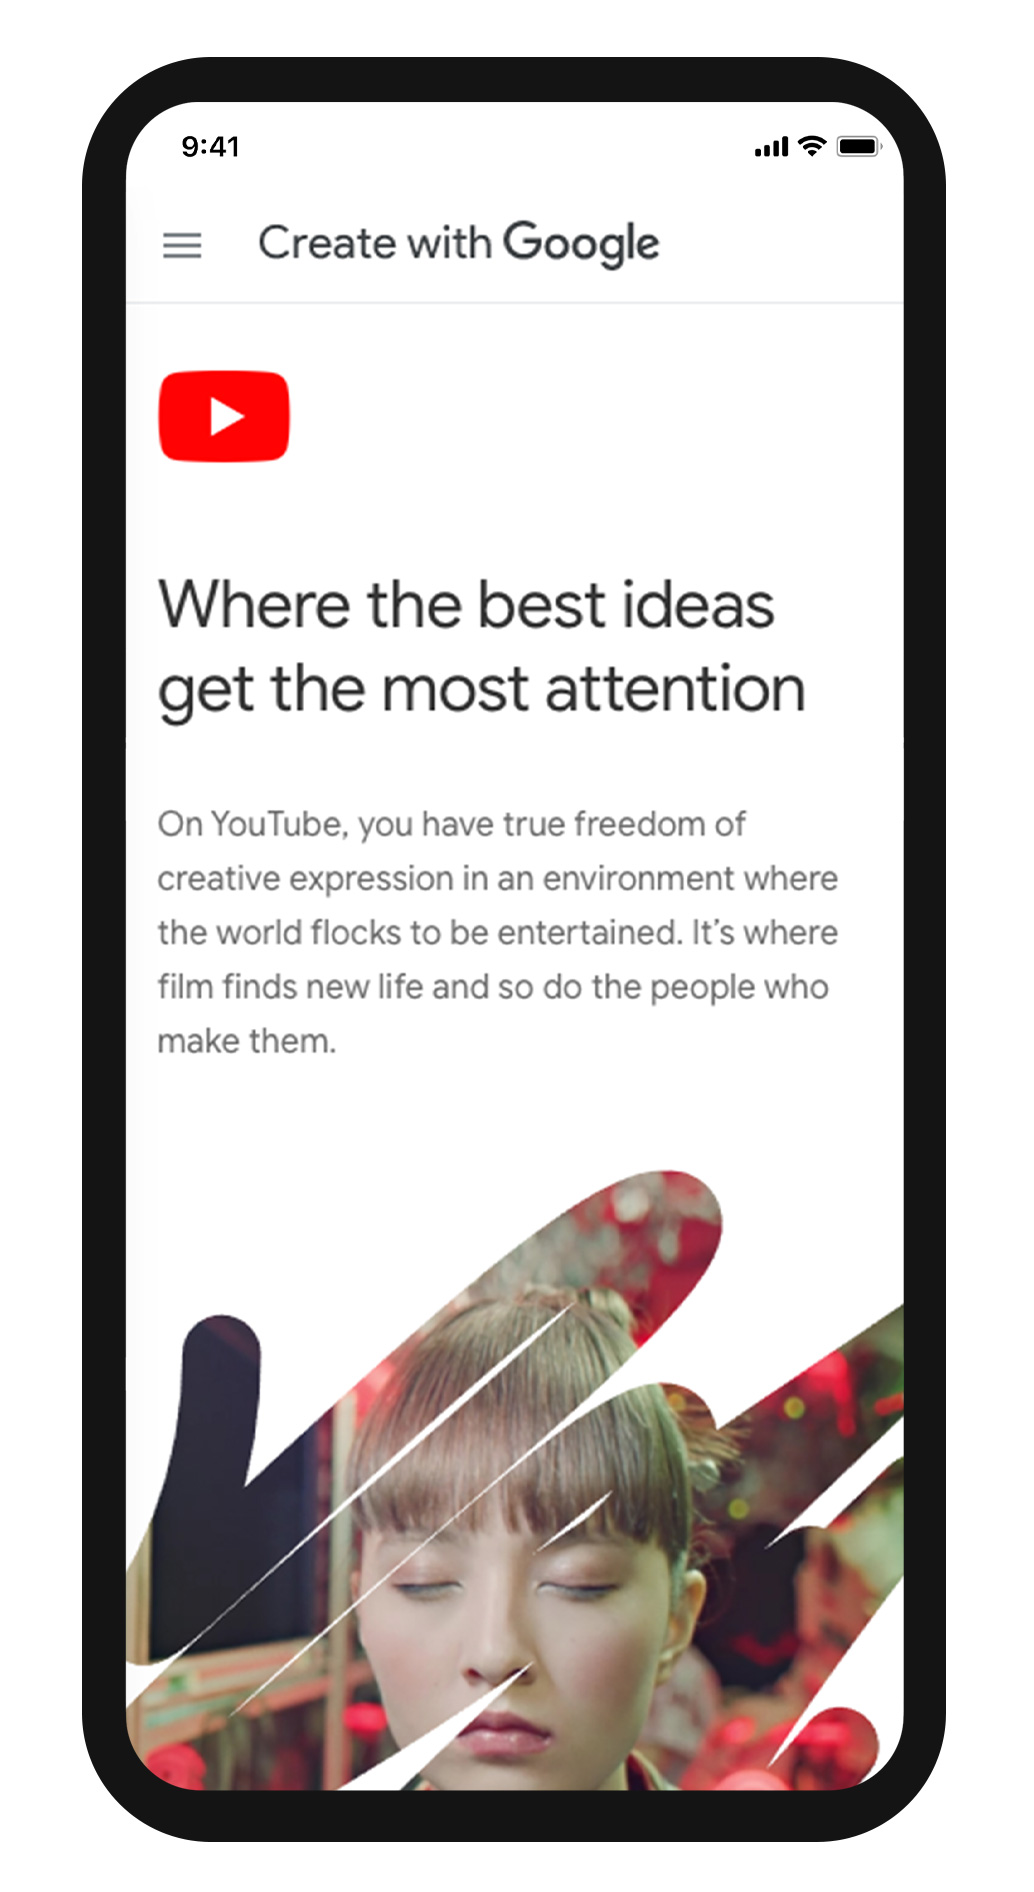 9:41
Create with Google
Where the best ideas
get the most attention
On YouTube, you have true freedom of
creative expression in an environment where
the world flocks to be entertained. It’s where
film finds new life and so do the people who
make them.